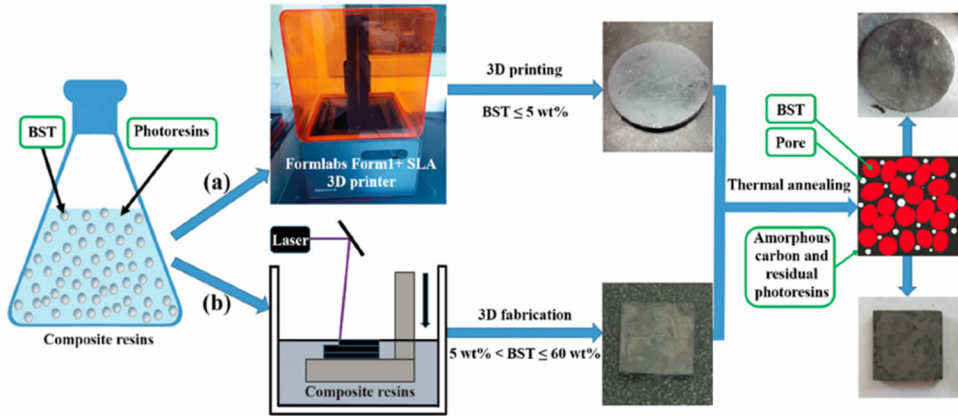 BST
Photoresins
Composite resins
(a)
Formlabs Form1+ SLA
3D printer
3D printing
BST ≤ 5 wt%
(b)
Laser
Composite resins
3D fabrication
5 wt% < BST ≤ 60 wt%
Thermal annealing
BST
Pore
Amorphous
carbon and
residual
photoresins